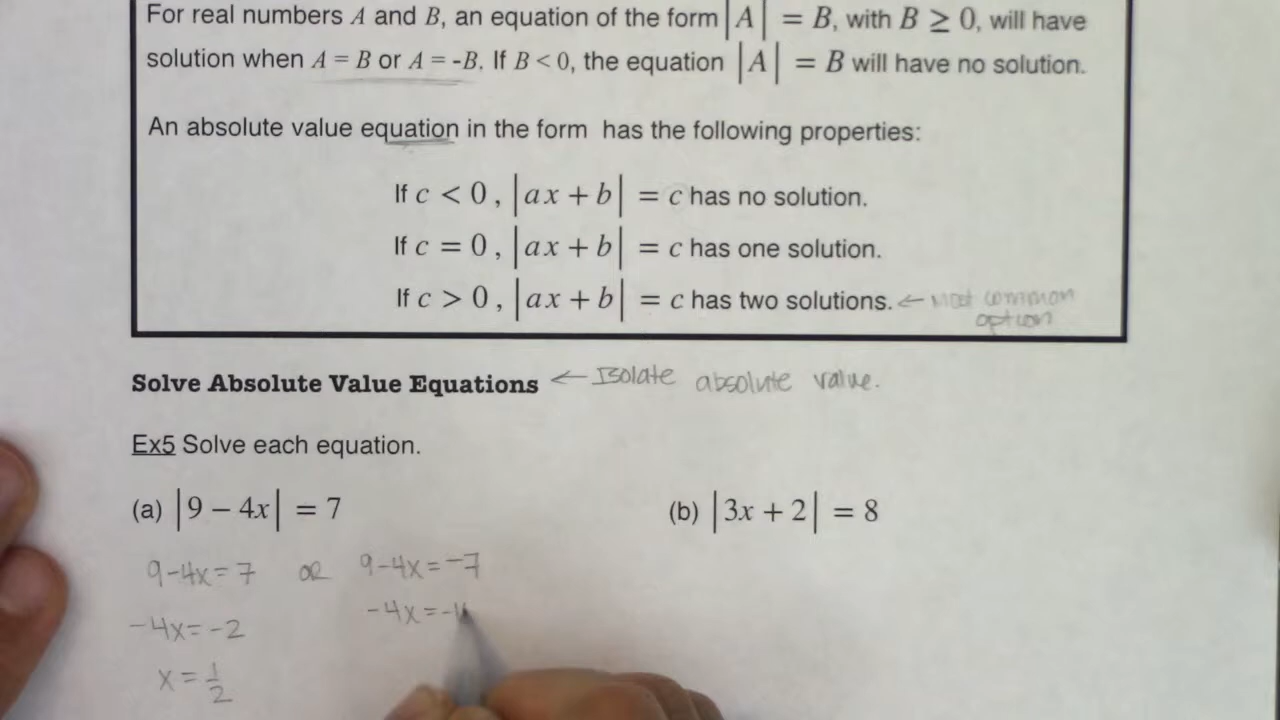 For real numbers A and B, an equation of the form |A| = B, with B ≥ 0, will have
solution when A = B or A = -B. If B < 0, the equation |A| = B will have no solution.
An absolute value equation in the form has the following properties:
If c < 0, |ax + b| = c has no solution.
If c = 0, |ax + b| = c has one solution.
If c > 0, |ax + b| = c has two solutions. ← most common
option
Solve Absolute Value Equations ← Isolate absolute value.
Ex5 Solve each equation.
(a) |9 − 4x| = 7 (b) |3x + 2| = 8
9-4x=7 OR 9-4x=-7
-4x=-2 -4x=-1
x=1/2